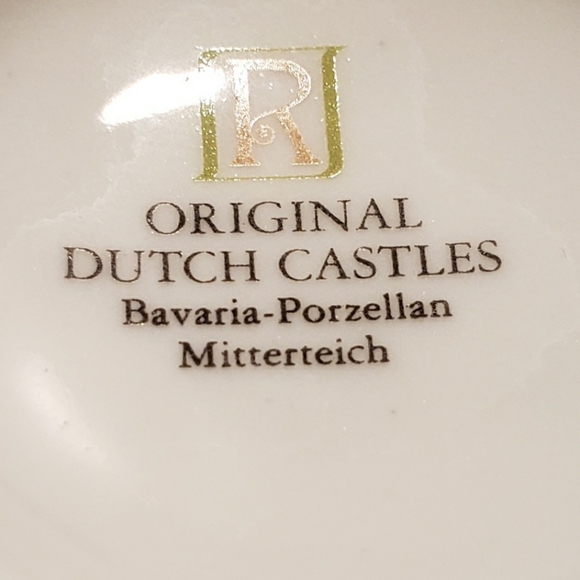 R
ORIGINAL
DUTCH CASTLES
Bavaria-Porzellan
Mitterteich